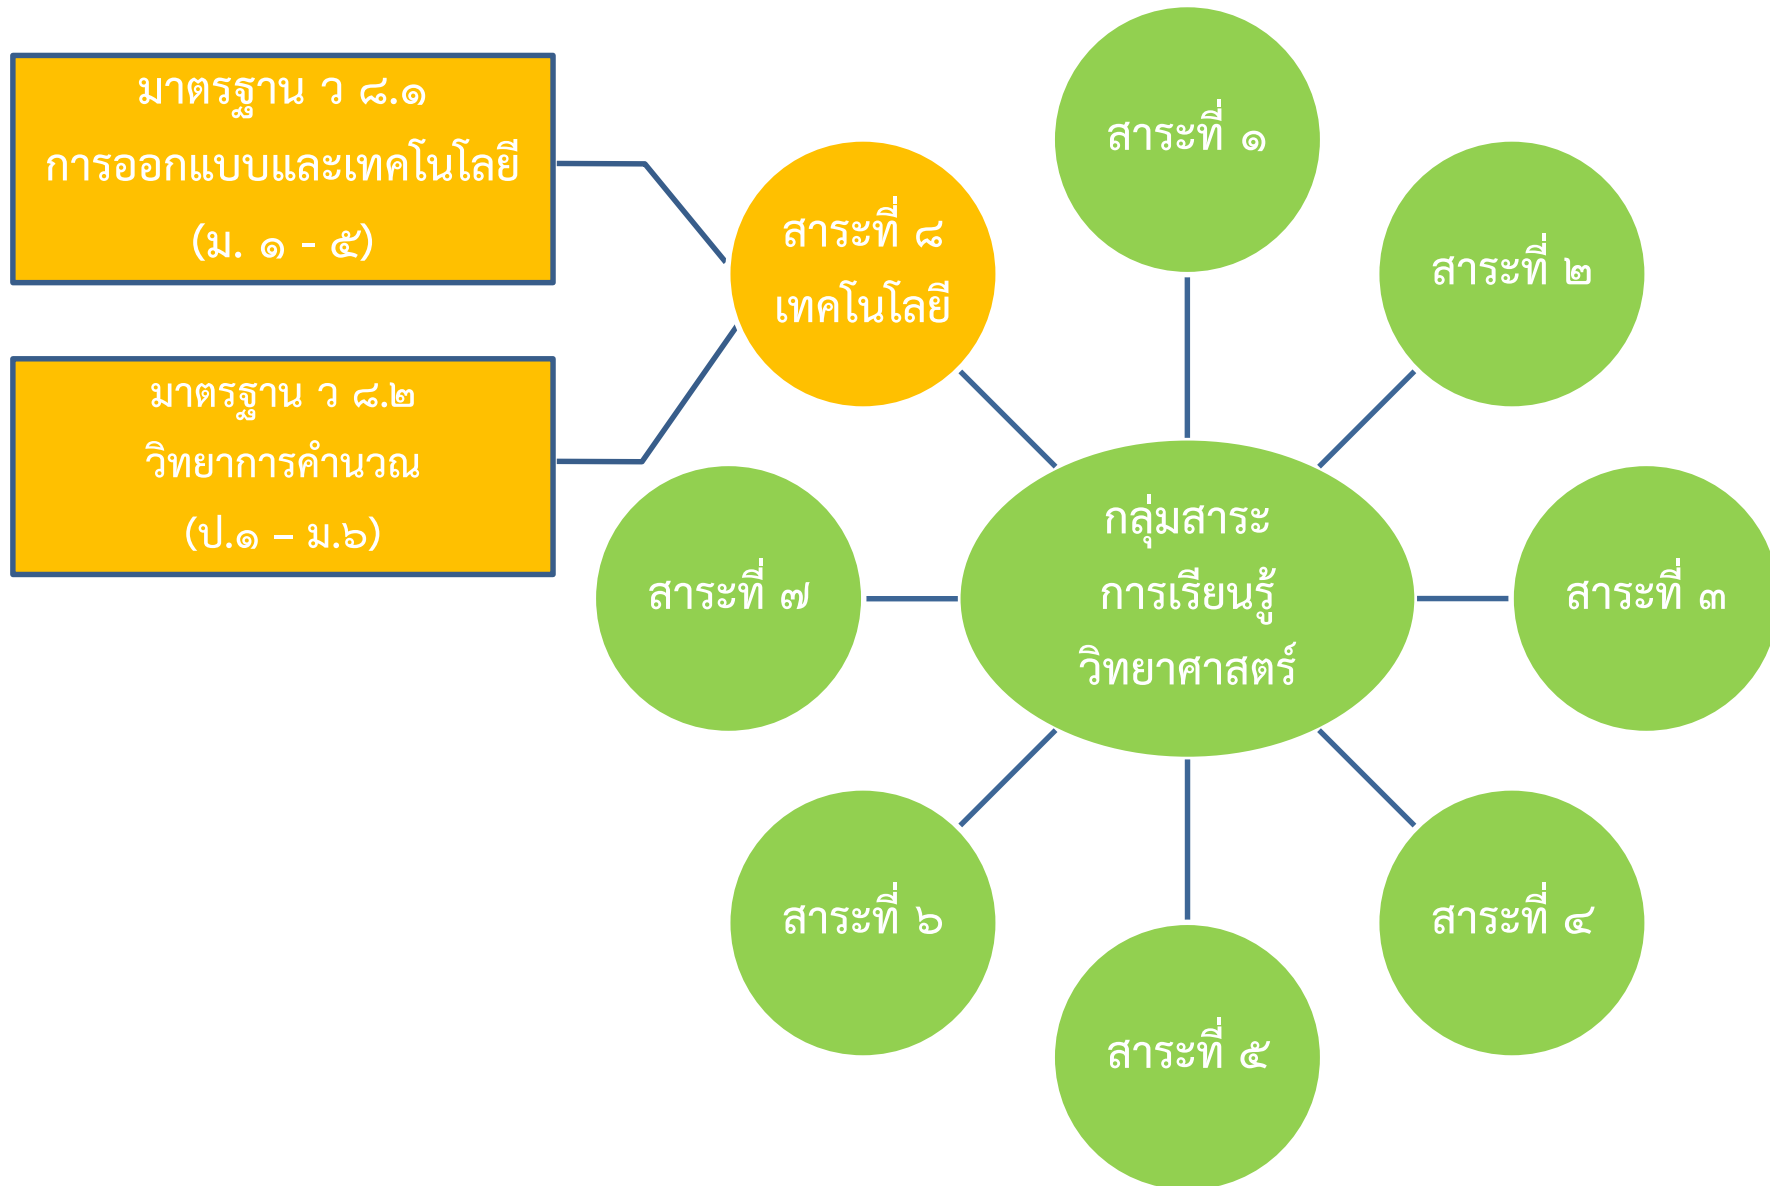 มาตรฐาน ว ๘.๑
การออกแบบและเทคโนโลยี
(ม. ๑ - ๕)
มาตรฐาน ว ๘.๒
วิทยาการคำนวณ
(ป.๑ – ม.๖)
สาระที่ ๘
เทคโนโลยี
สาระที่ ๑
สาระที่ ๒
สาระที่ ๓
สาระที่ ๔
สาระที่ ๕
สาระที่ ๖
สาระที่ ๗
กลุ่มสาระ
การเรียนรู้
วิทยาศาสตร์